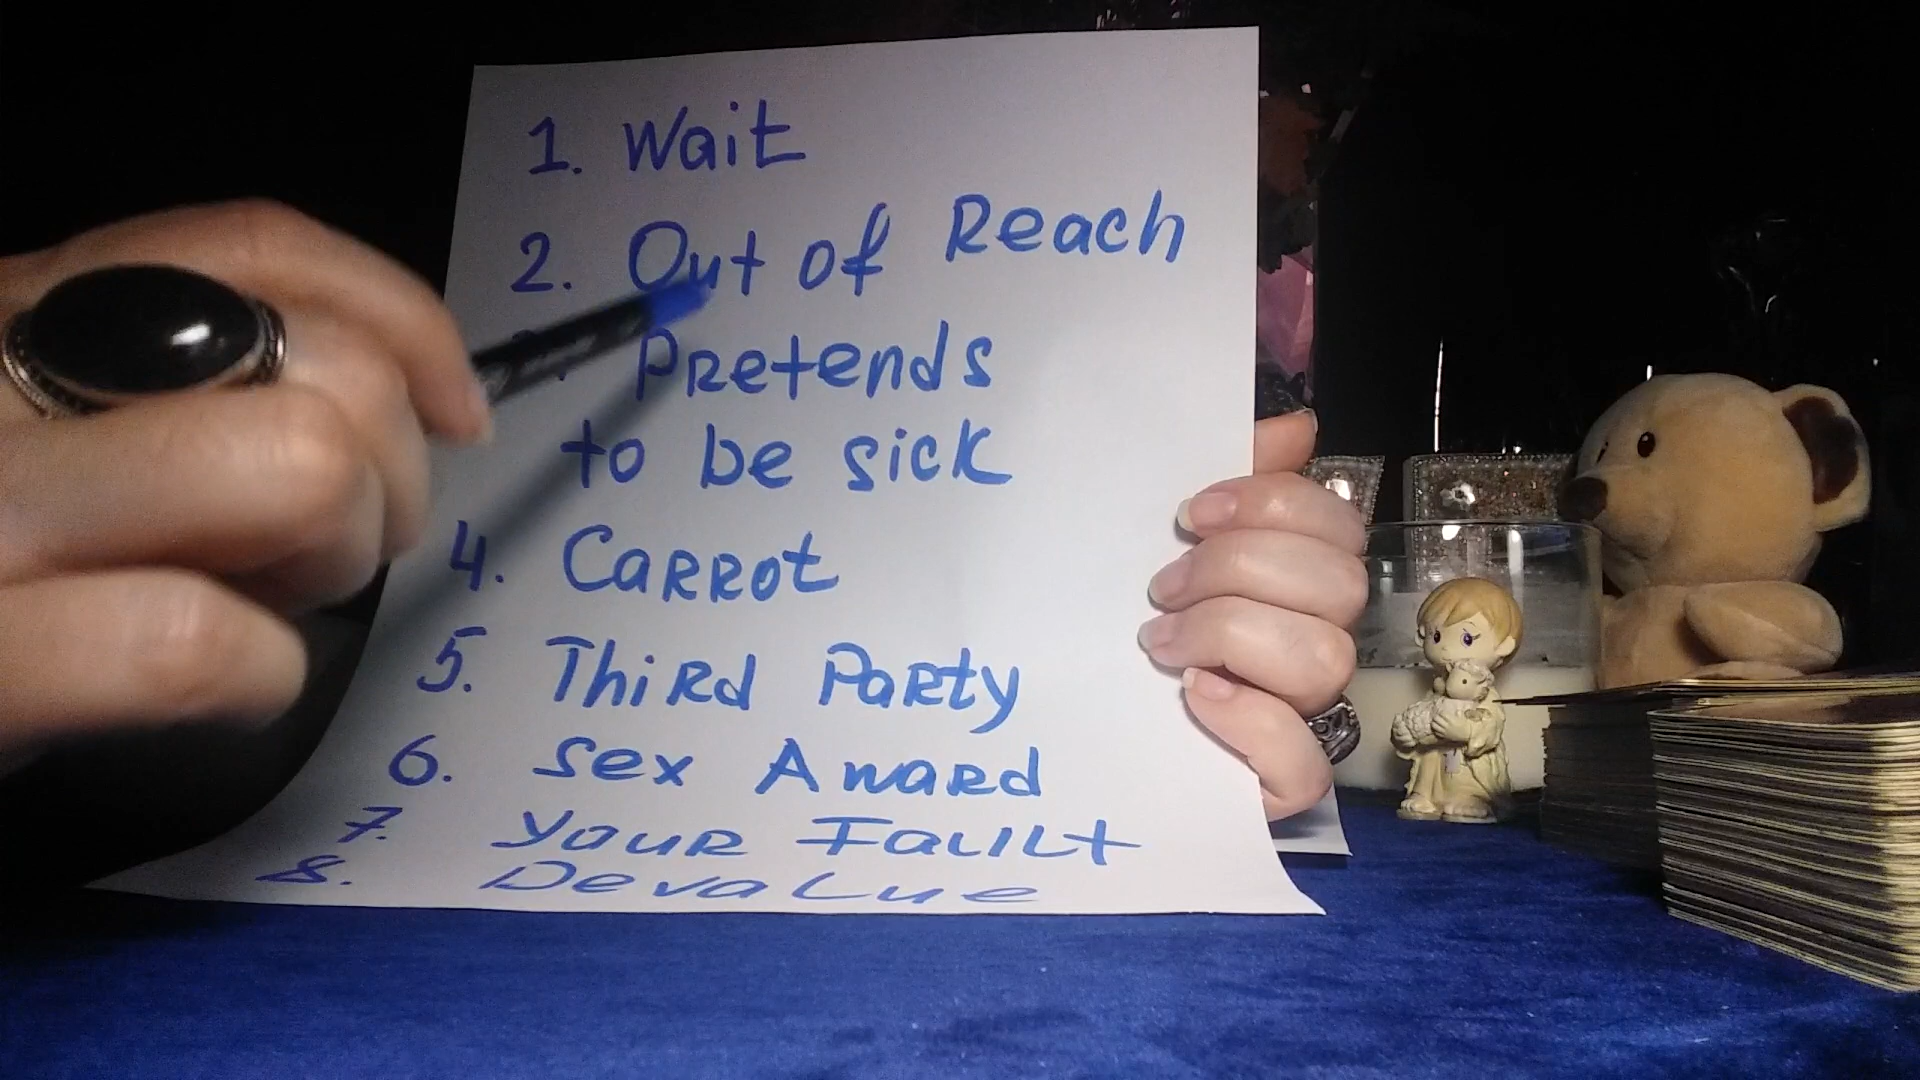 1. Wait
2. Out of Reach
Pretends
to be sick
4. Carrot
5. Third Party
6. Sex Award
7. Your Fault
8. Devalue